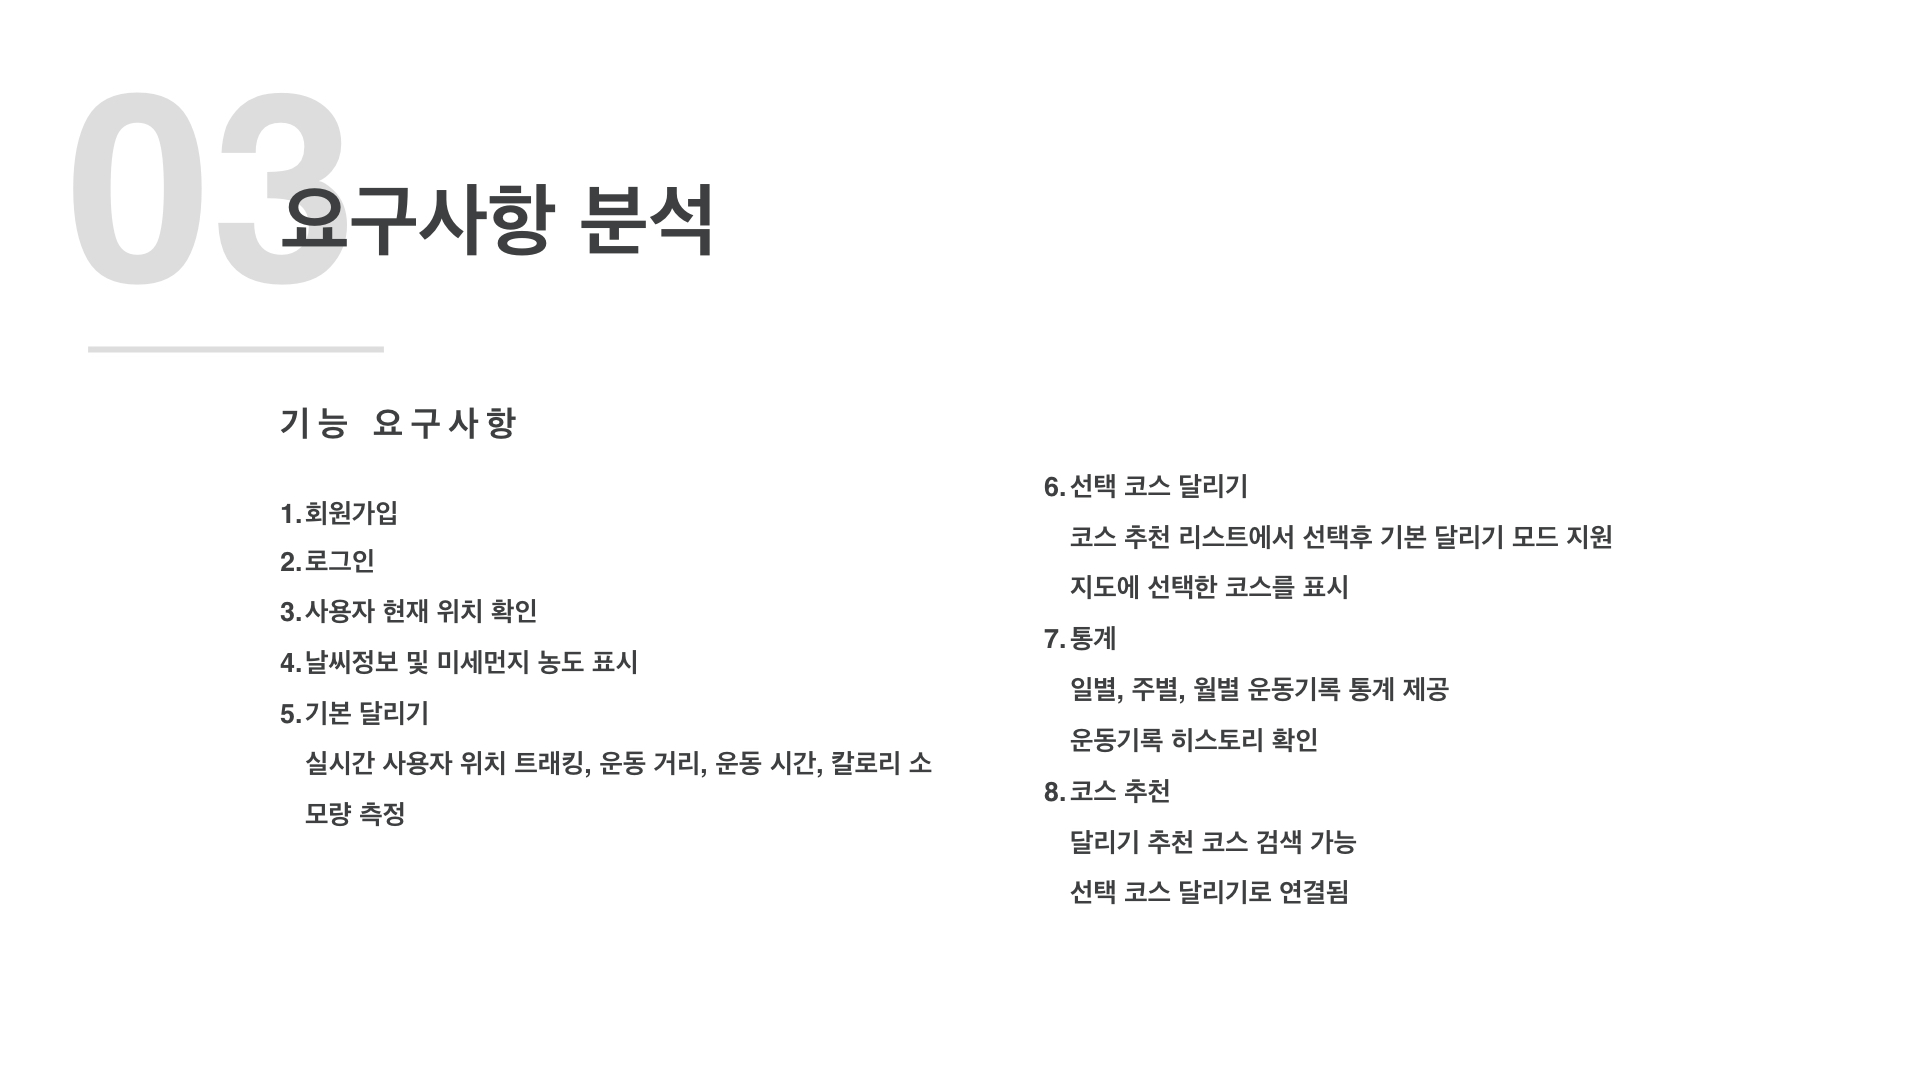 03
요구사항 분석
기능 요구사항
1. 회원가입
2. 로그인
3. 사용자 현재 위치 확인
4. 날씨정보 및 미세먼지 농도 표시
5. 기본 달리기
실시간 사용자 위치 트래킹, 운동 거리, 운동 시간, 칼로리 소
모량 측정
6. 선택 코스 달리기
코스 추천 리스트에서 선택후 기본 달리기 모드 지원
지도에 선택한 코스를 표시
7. 통계
일별, 주별, 월별 운동기록 통계 제공
운동기록 히스토리 확인
8. 코스 추천
달리기 추천 코스 검색 가능
선택 코스 달리기로 연결됨